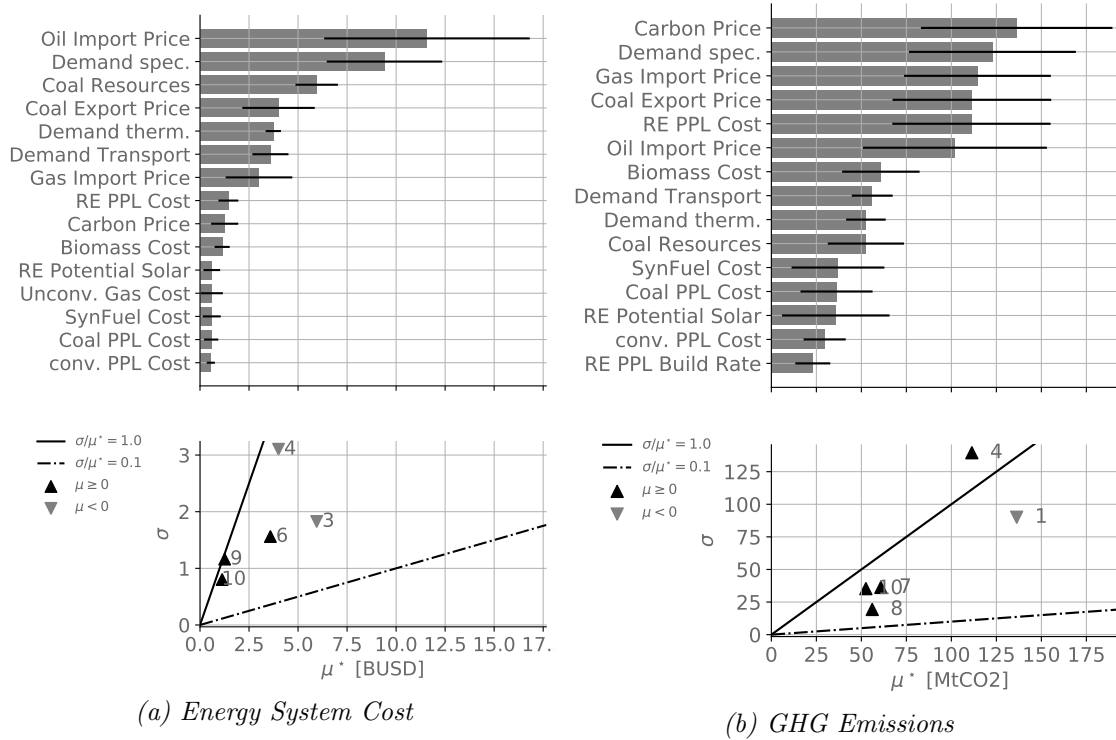 Oil Import Price
Demand spec.
Coal Resources
Coal Export Price
Demand therm.
Demand Transport
Gas Import Price
RE PPL Cost
Carbon Price
Biomass Cost
RE Potential Solar
Unconv. Gas Cost
SynFuel Cost
Coal PPL Cost
conv. PPL Cost
σ/μ* = 1.0
σ/μ* = 0.1
μ ≥ 0
μ < 0
σ
3
2
1
0
4
3
6
9
10
0.0 2.5 5.0 7.5 10.0 12.5 15.0 17.
μ* [BUSD]
(a) Energy System Cost
Carbon Price
Demand spec.
Gas Import Price
Coal Export Price
RE PPL Cost
Oil Import Price
Biomass Cost
Demand Transport
Demand therm.
Coal Resources
SynFuel Cost
Coal PPL Cost
RE Potential Solar
conv. PPL Cost
RE PPL Build Rate
σ/μ* = 1.0
σ/μ* = 0.1
μ ≥ 0
μ < 0
σ
125
100
75
50
25
0
4
1
10
7
8
0 25 50 75 100 125 150 175
μ* [MtCO2]
(b) GHG Emissions